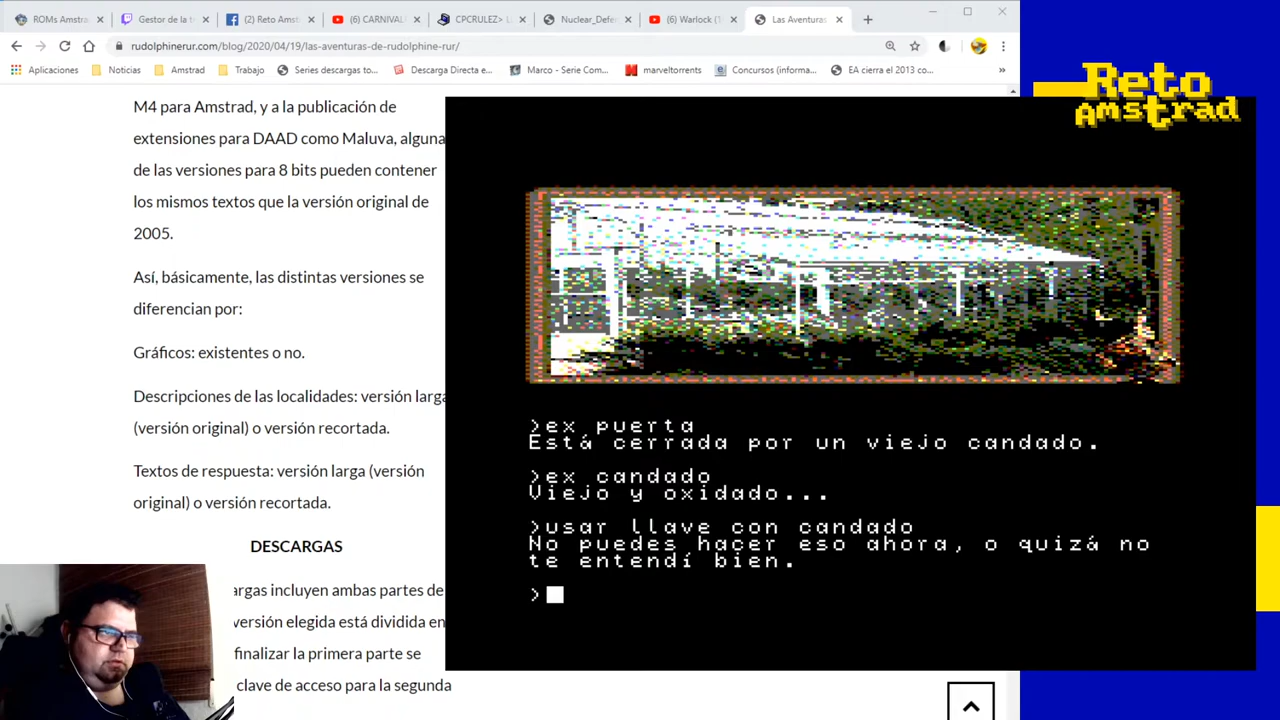 ROMs Amstrad
Gestor de la t
(2) Reto Amst
(6) CARNIVAL
CPCRULEZ> L
Nuclear_Defe
(6) Warlock (1
Las Aventuras
rudolphinerur.com/blog/2020/04/19/las-aventuras-de-rudolphine-rur/
Aplicaciones
Noticias
Amstrad
Trabajo
Series descargas to...
Descarga Directa e...
Marco - Serie Com...
marveltorrents
Concursos (informa...
EA cierra el 2013 co...
»
Reto
Amstrad
M4 para Amstrad, y a la publicación de
extensiones para DAAD como Maluva, alguna
de las versiones para 8 bits pueden contener
los mismos textos que la versión original de
2005.
Así, básicamente, las distintas versiones se
diferencian por:
Gráficos: existentes o no.
Descripciones de las localidades: versión larga
(versión original) o versión recortada.
Textos de respuesta: versión larga (versión
original) o versión recortada.
DESCARGAS
argas incluyen ambas partes de
versión elegida está dividida en
finalizar la primera parte se
clave de acceso para la segunda
>ex puerta
Está cerrada por un viejo candado.
>ex candado
Viejo y oxidado...
>usar llave con candado
No puedes hacer eso ahora, o quizá no
te entendí bien.
>